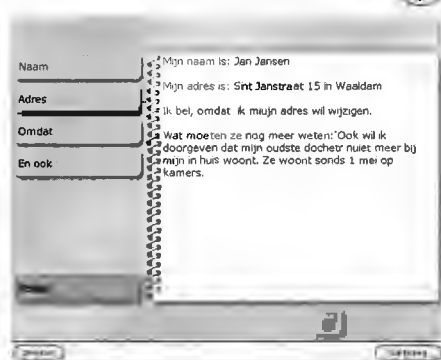 Naam
Adres
Omdat
En ook
Mijn naam is: Jan Jansen
Mijn adres is: Sint Janstraat 15 in Waaldam
Ik bel, omdat ik miujn adres wil wijzigen.
Wat moeten ze nog meer weten:`Ook wil ik
doorgeven dat mijn oudste dochetr nuiet meer bij
mijn in huis woont. Ze woont sonds 1 mei op
kamers.